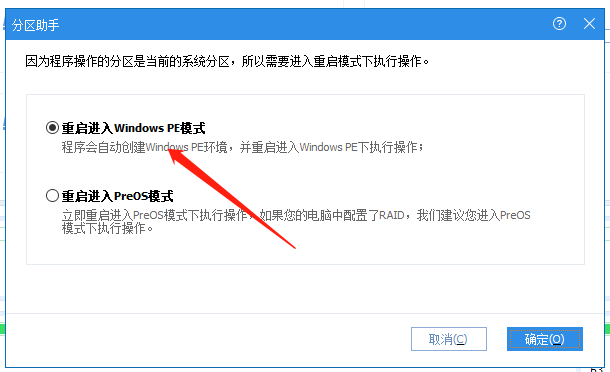 分区助手
因为程序操作的分区是当前的系统分区，所以需要进入重启模式下执行操作。
重启进入Windows PE模式
程序会自动创建Windows PE环境，并重启进入Windows PE下执行操作；
重启进入PreOS模式
立即重启进入PreOS模式下执行操作，如果您的电脑中配置了RAID，我们建议您进入PreOS
模式下执行操作。
取消(C)
确定(O)